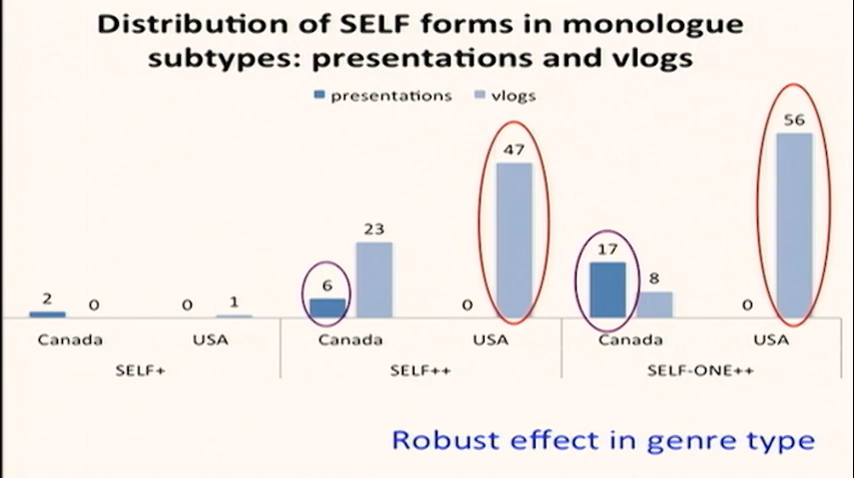 Distribution of SELF forms in monologue
subtypes: presentations and vlogs
presentations vlogs
2 0 0 1 6 23 0 47 17 8 0 56
Canada USA Canada USA Canada USA
SELF+ SELF++ SELF-ONE++
Robust effect in genre type